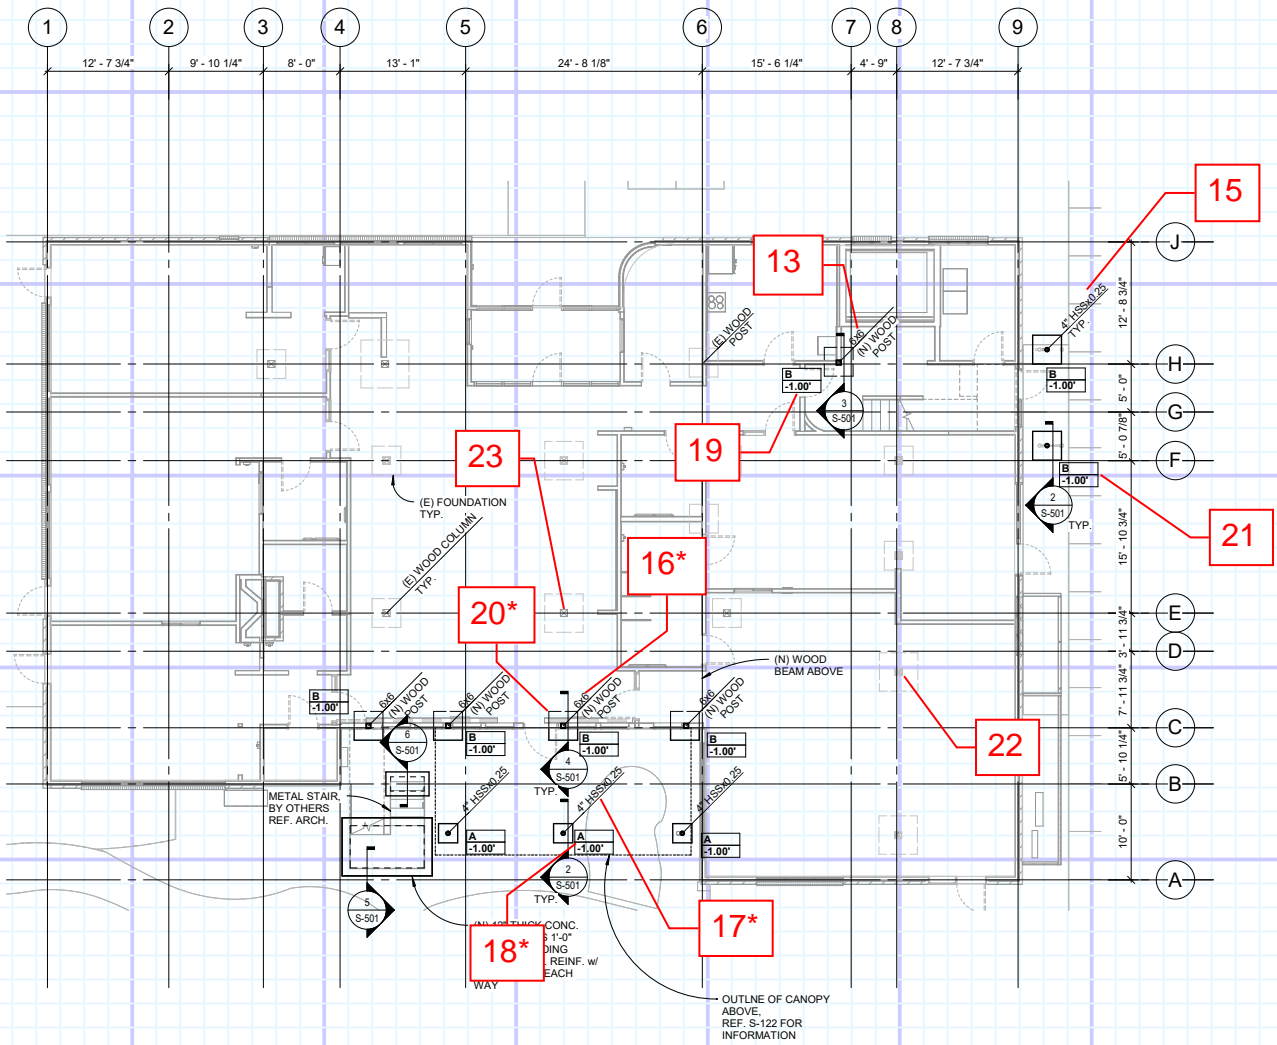 1 2 3 4 5 6 7 8 9
12' - 7 3/4" 9' - 10 1/4" 8' - 0" 13' - 1" 24' - 8 1/8" 15' - 6 1/4" 4' - 9" 12' - 7 3/4"
15
J
13
12' - 8 3/4"
4" HSSx0.25
TYP.
(E) WOOD
POST
6x6
(N) WOOD
POST
H
B
-1.00'
B
-1.00'
5' - 0"
3
S-501
G
19
5' - 0 7/8"
23
F
B
-1.00'
(E) FOUNDATION
TYP.
2
S-501
TYP.
21
(E) WOOD COLUMN
TYP.
15' - 10 3/4"
16*
20*
E
3' - 11 3/4"
D
(N) WOOD
BEAM ABOVE
7' - 11 3/4"
B
-1.00'
6x6
(N) WOOD
POST
6x6
(N) WOOD
POST
6x6
(N) WOOD
POST
6x6
(N) WOOD
POST
22
C
6
S-501
B
-1.00'
B
-1.00'
B
-1.00'
5' - 10 1/4"
4
S-501
TYP.
B
METAL STAIR,
BY OTHERS
REF. ARCH.
4" HSSx0.25
4" HSSx0.25
4" HSSx0.25
10' - 0"
A
-1.00'
A
-1.00'
A
-1.00'
2
S-501
TYP.
A
5
S-501
17*
18*
CONC.
1'-0"
REINF. w/
EACH
WAY
OUTLNE OF CANOPY
ABOVE,
REF. S-122 FOR
INFORMATION